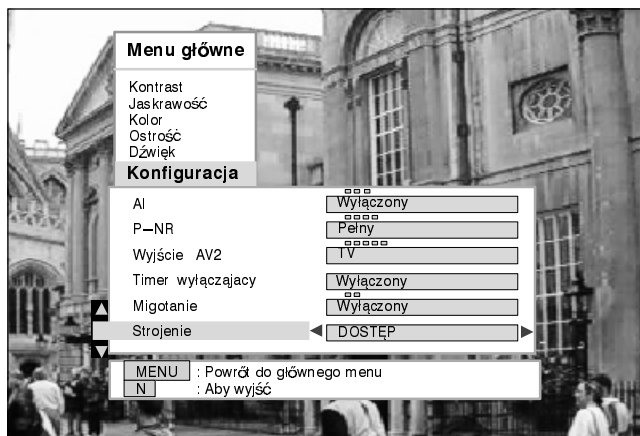 Menu główne
Kontrast
Jaskrawość
Kolor
Ostrość
Dźwięk
Konfiguracja
AI Wyłączony
P–NR Pełny
Wyjście AV2 TV
Timer wyłączajacy Wyłączony
Migotanie Wyłączony
Strojenie DOSTĘP
MENU : Powrót do głównego menu
N : Aby wyjść